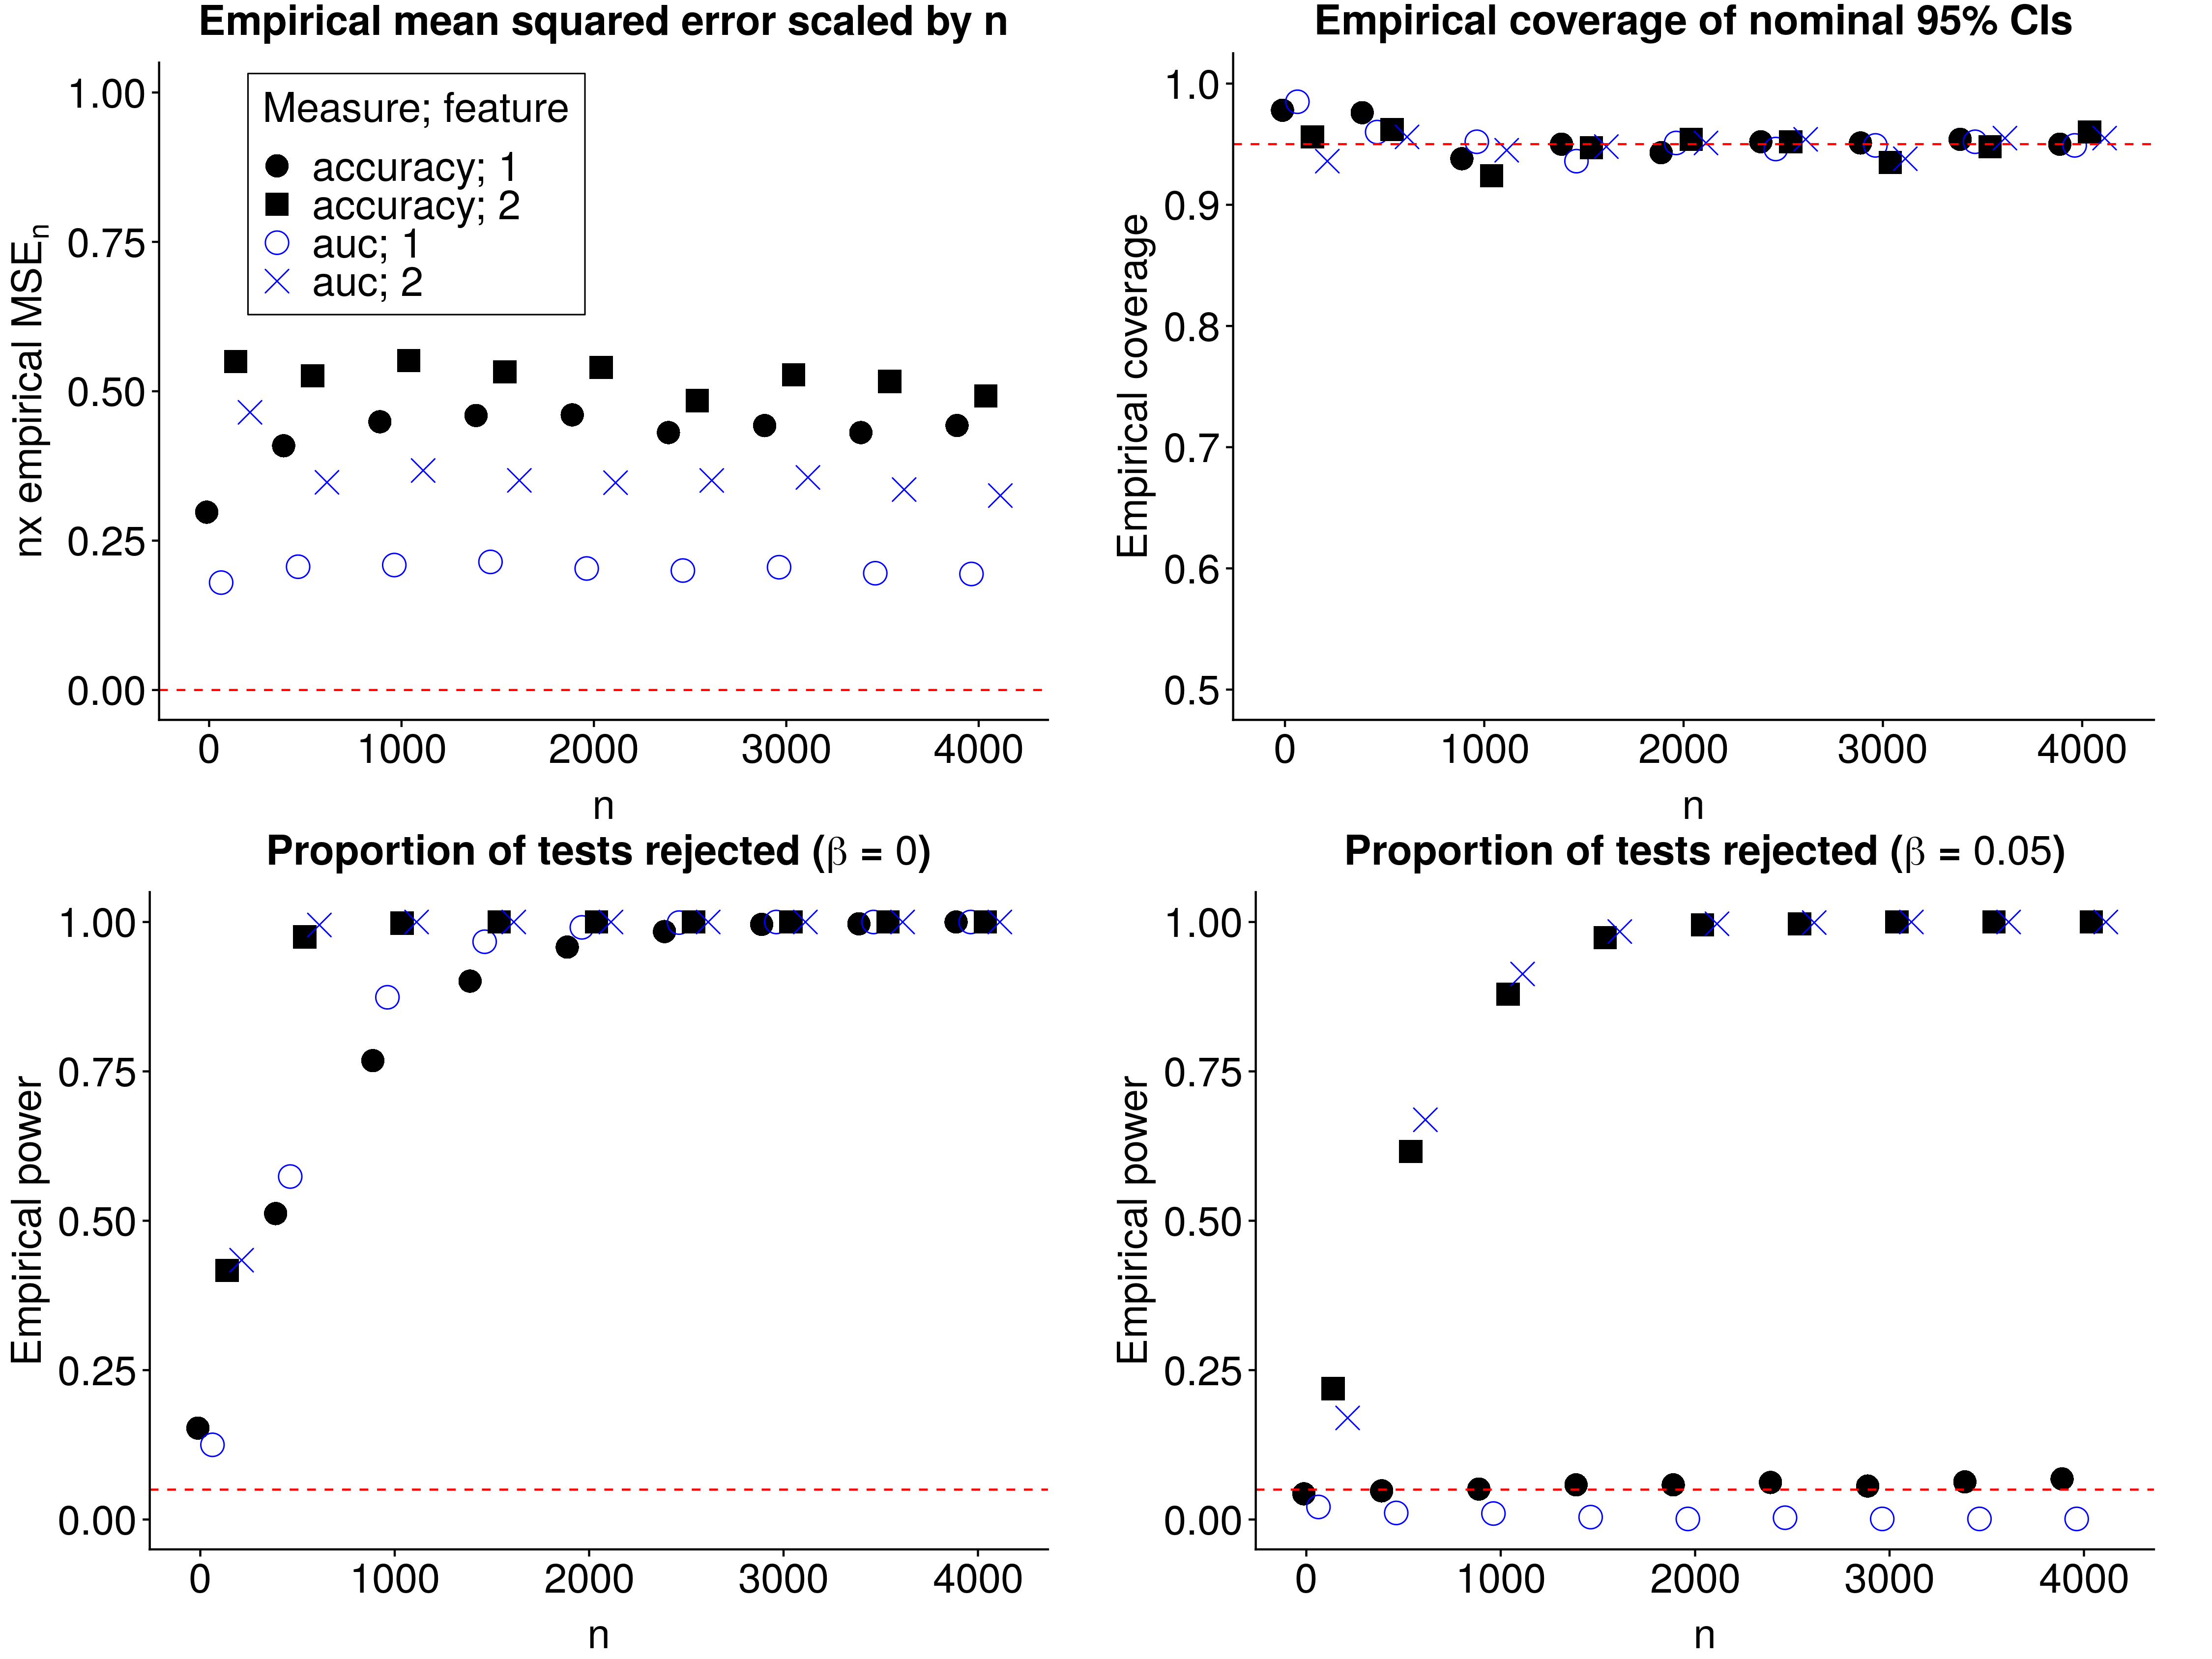 Empirical mean squared error scaled by n
nx empirical MSEn
1.00
0.75
0.50
0.25
0.00
Measure; feature
accuracy; 1
accuracy; 2
auc; 1
auc; 2
0 1000 2000 3000 4000
n
Empirical coverage of nominal 95% CIs
Empirical coverage
1.0
0.9
0.8
0.7
0.6
0.5
0 1000 2000 3000 4000
n
Proportion of tests rejected (β = 0)
Empirical power
1.00
0.75
0.50
0.25
0.00
0 1000 2000 3000 4000
n
Proportion of tests rejected (β = 0.05)
Empirical power
1.00
0.75
0.50
0.25
0.00
0 1000 2000 3000 4000
n